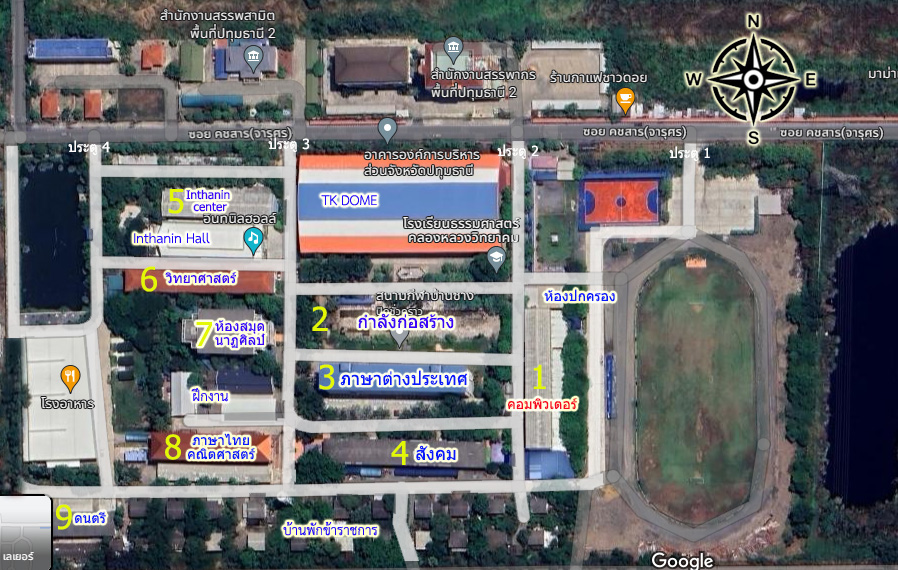 สำนักงานสรรพสามิต
พื้นที่ปทุมธานี 2
สำนักงานสรรพากร
พื้นที่ปทุมธานี 2
ร้านกาแฟชาวดอย
มาม่า
N
W
E
S
ซอย คชสาร(จารุศร)
ซอย คชสาร(จารุศร)
ซอย คชสาร(จารุศร)
ประตู 4
ประตู 3
ประตู 2
ประตู 1
อาคารองค์การบริหาร
ส่วนจังหวัดปทุมธานี
TK DOME
5 Inthanin
center
อินทนิลฮอลล์
Inthanin Hall
โรงเรียนธรรมศาสตร์
คลองหลวงวิทยาคม
6 วิทยาศาสตร์
ห้องปกครอง
สนามกีฬาบ้านช้าง
2 กำลังก่อสร้าง
7 ห้องสมุด
นาฏศิลป์
3 ภาษาต่างประเทศ
1
คอมพิวเตอร์
โรงอาหาร
ฝึกงาน
8 ภาษาไทย
คณิตศาสตร์
4 สังคม
9 ดนตรี
บ้านพักข้าราชการ
เลเยอร์
Google